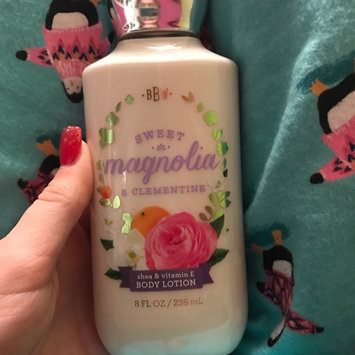 BBW
SWEET
magnolia
& CLEMENTINE
shea & vitamin E
BODY LOTION
8 FL OZ / 236 mL